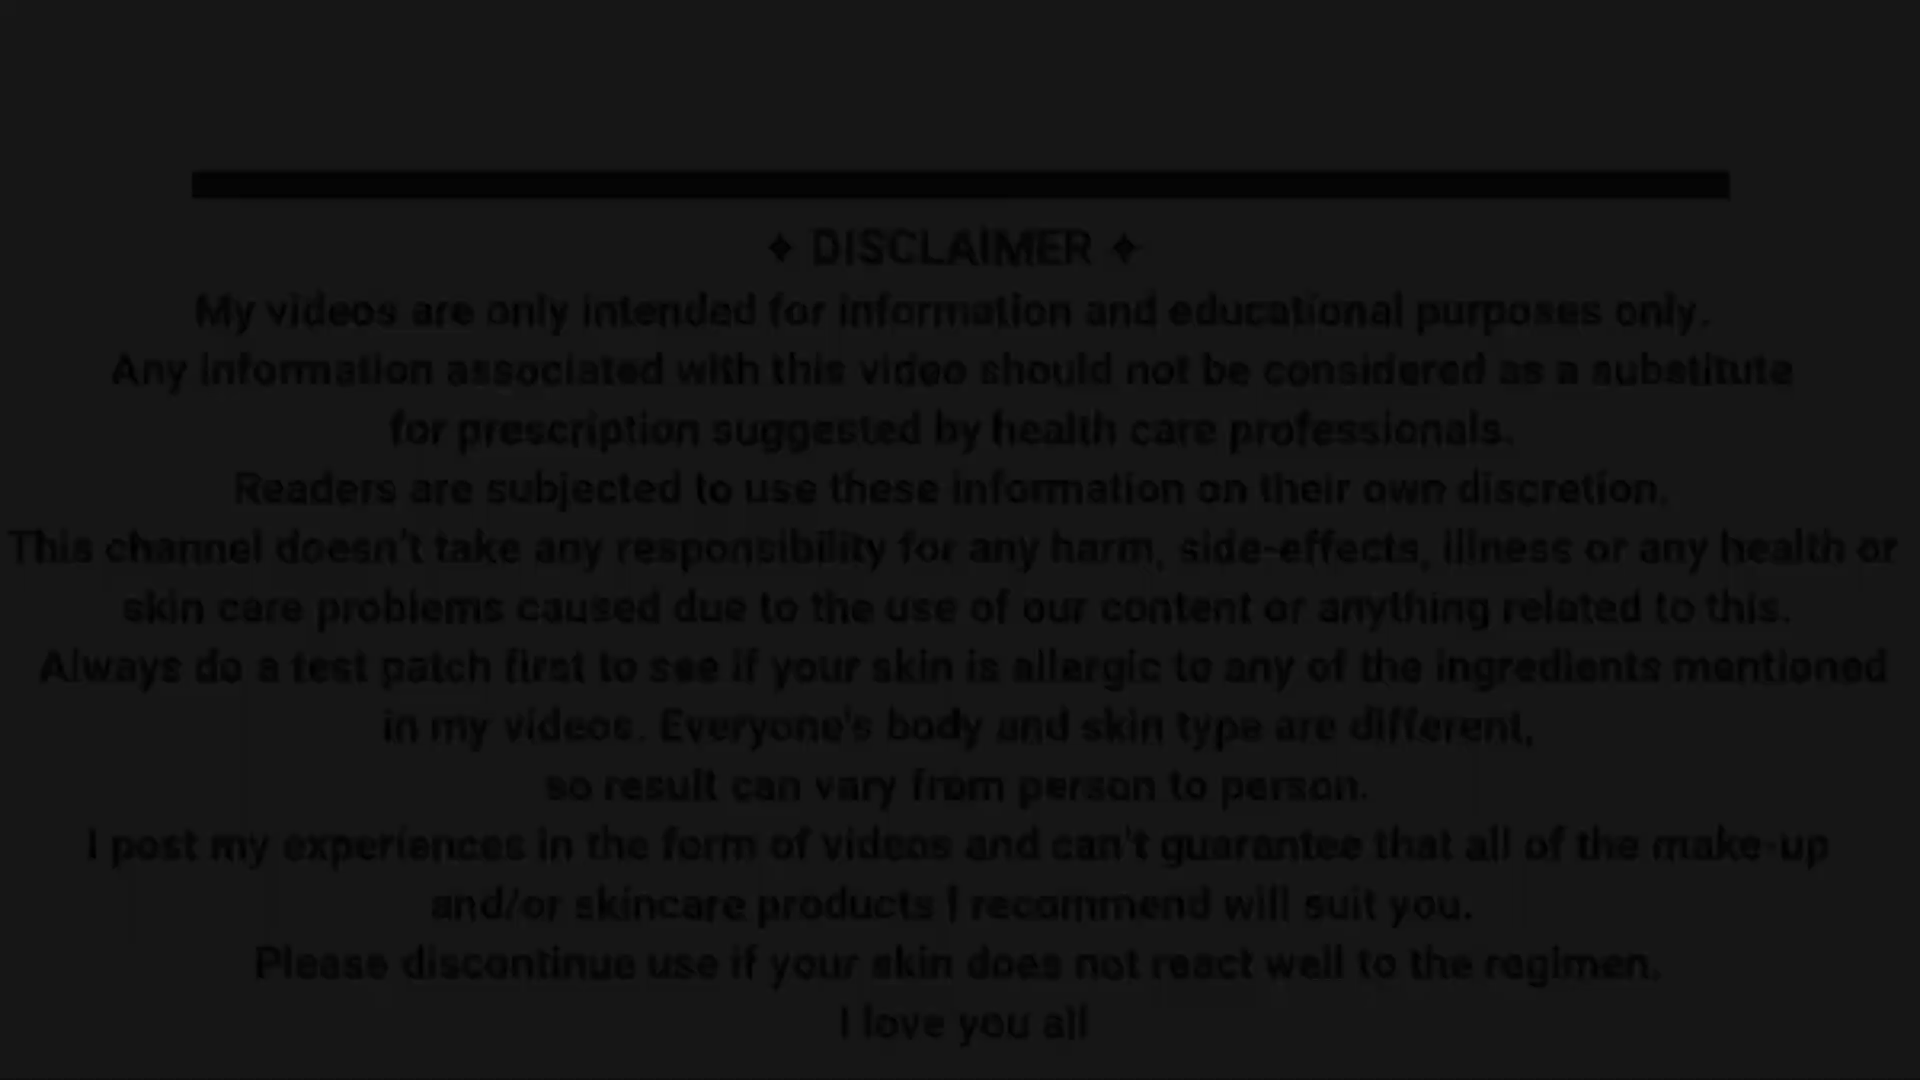 ✦ DISCLAIMER ✦
My videos are only intended for information and educational purposes only.
Any information associated with this video should not be considered as a substitute
for prescription suggested by health care professionals.
Readers are subjected to use these information on their own discretion.
This channel doesn't take any responsibility for any harm, side-effects, illness or any health or
skin care problems caused due to the use of our content or anything related to this.
Always do a test patch first to see if your skin is allergic to any of the ingredients mentioned
in my videos. Everyone's body and skin type are different,
so result can vary from person to person.
I post my experiences in the form of videos and can't guarantee that all of the make-up
and/or skincare products I recommend will suit you.
Please discontinue use if your skin does not react well to the regimen.
I love you all